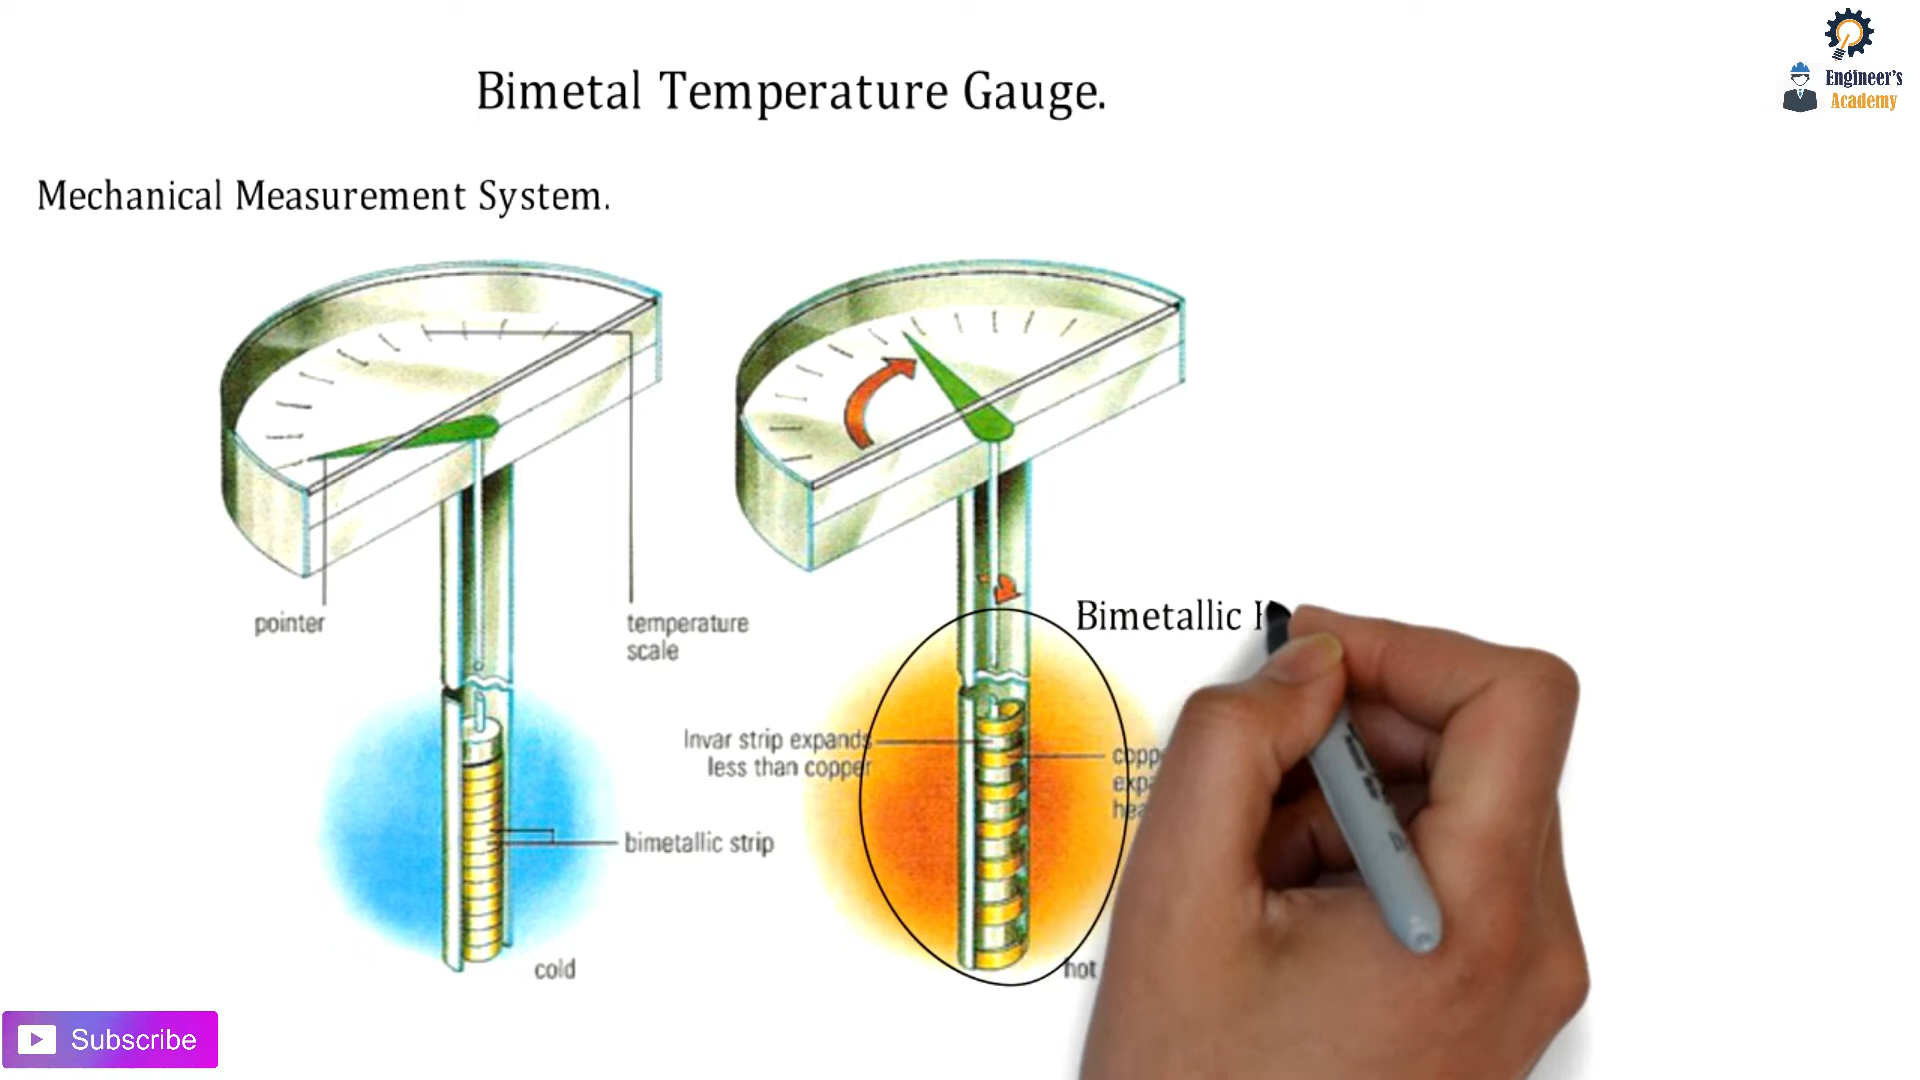 Engineer's
Academy
Bimetal Temperature Gauge.
Mechanical Measurement System.
pointer
temperature
scale
Bimetallic
Invar strip expands
less than copper
bimetallic strip
cold
hot
Subscribe